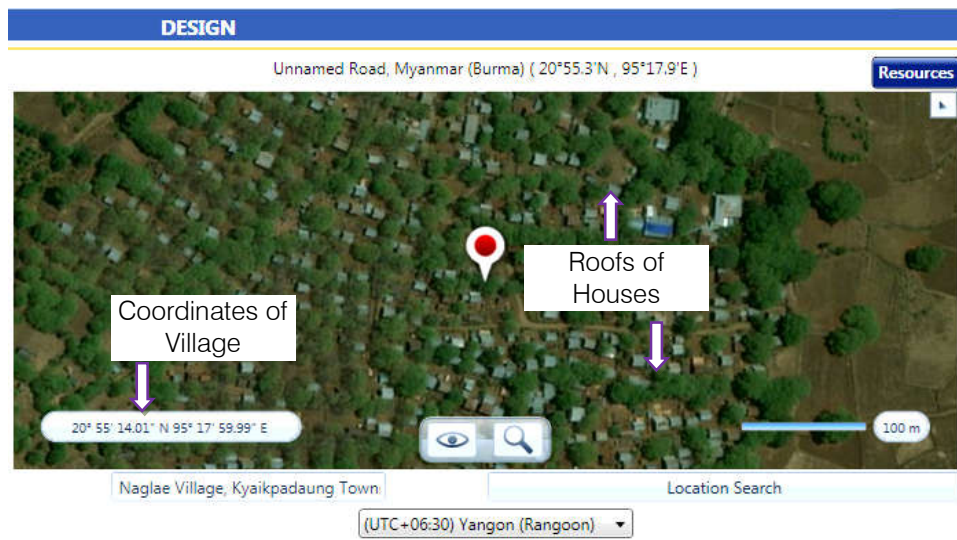 DESIGN
Unnamed Road, Myanmar (Burma) ( 20°55.3'N , 95°17.9'E )
Resources
Roofs of
Houses
Coordinates of
Village
20° 55' 14.01" N 95° 17' 59.99" E
100 m
Naglae Village, Kyaikpadaung Town
Location Search
(UTC+06:30) Yangon (Rangoon)